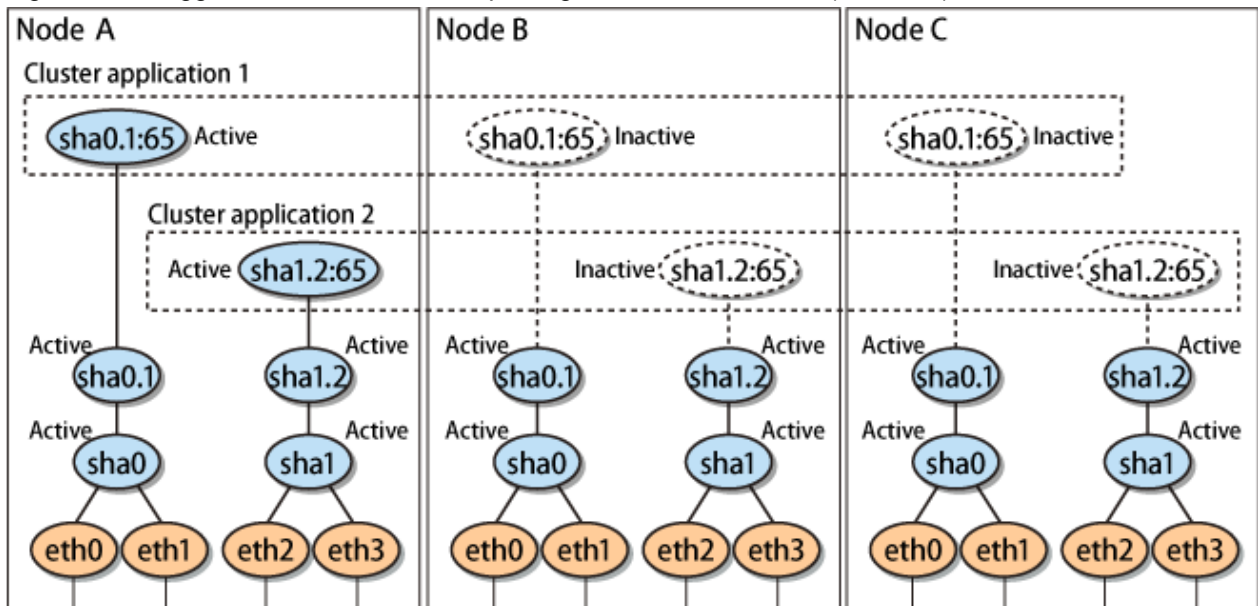 Node A
Node B
Node C
Cluster application 1
sha0.1:65 Active
sha0.1:65 Inactive
sha0.1:65 Inactive
Cluster application 2
Active sha1.2:65
Inactive sha1.2:65
Inactive sha1.2:65
Active Active Active Active Active Active
sha0.1 sha1.2 sha0.1 sha1.2 sha0.1 sha1.2
Active Active Active Active Active Active
sha0 sha1 sha0 sha1 sha0 sha1
eth0 eth1 eth2 eth3 eth0 eth1 eth2 eth3 eth0 eth1 eth2 eth3